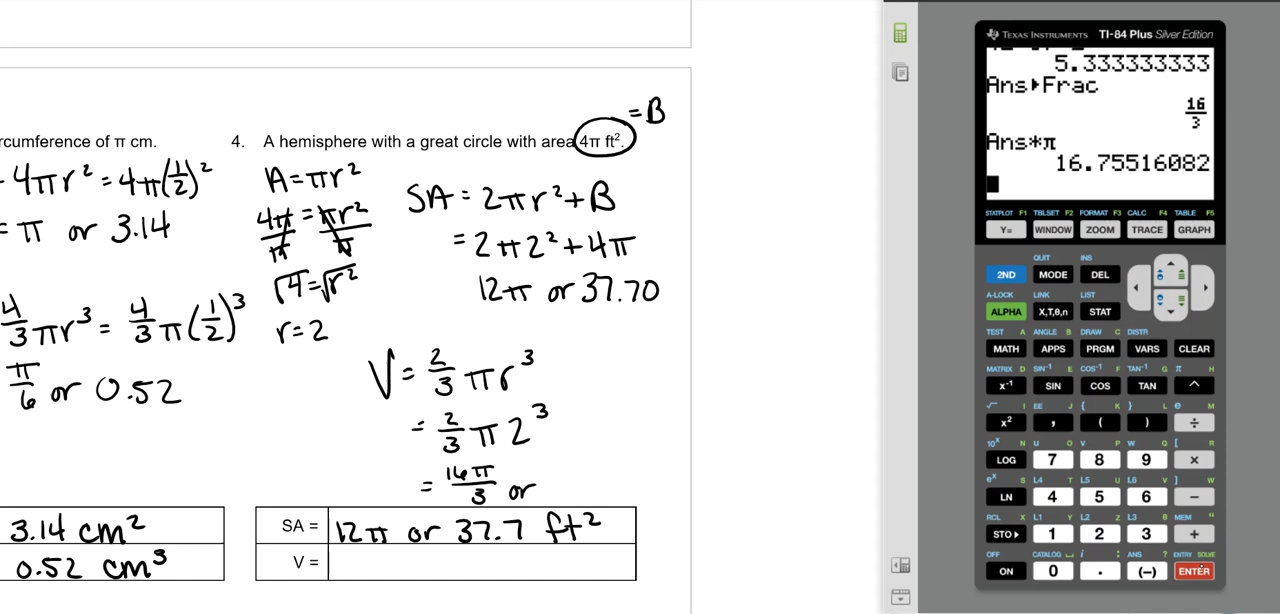 rcumference of π cm.
4πr² = 4π(1/2)²
= π or 3.14
4/3 πr³ = 4/3 π(1/2)³
π/6 or 0.52
3.14 cm²
0.52 cm³
4. A hemisphere with a great circle with area 4π ft².
= B
A = πr²
4π/π = πr²/π
√4 = √r²
r = 2
SA = 2πr² + B
= 2π2² + 4π
12π or 37.70
V = 2/3 πr³
= 2/3 π2³
= 16π/3 or
SA = 12π or 37.7 ft²
V =
TEXAS INSTRUMENTS TI-84 Plus Silver Edition
5.333333333
Ans▸Frac
16/3
Ans*π
16.75516082
STATPLOT F1 TBLSET F2 FORMAT F3 CALC F4 TABLE F5
Y= WINDOW ZOOM TRACE GRAPH
QUIT INS
2ND MODE DEL
A-LOCK LINK LIST
ALPHA X,T,θ,n STAT
TEST A ANGLE B DRAW C DISTR
MATH APPS PRGM VARS CLEAR
MATRIX D SIN⁻¹ E COS⁻¹ F TAN⁻¹ G π H
x⁻¹ SIN COS TAN ^
√ I EE J { K } L e M
x² , ( ) ÷
10ˣ N u O v P w Q [ R
LOG 7 8 9 ×
eˣ S L4 T L5 U L6 V ] W
LN 4 5 6 −
RCL X L1 Y L2 Z L3 θ MEM "
STO▸ 1 2 3 +
OFF CATALOG i : ANS ? ENTRY SOLVE
ON 0 . (−) ENTER